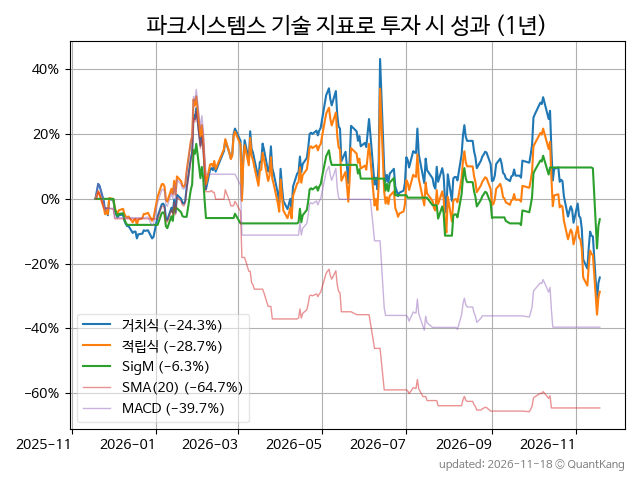 파크시스템스 기술 지표로 투자 시 성과 (1년)
40%
20%
0%
−20%
−40%
−60%
거치식 (−24.3%)
적립식 (−28.7%)
SigM (−6.3%)
SMA(20) (−64.7%)
MACD (−39.7%)
2025−11
2026−01
2026−03
2026−05
2026−07
2026−09
2026−11
updated: 2026−11−18 © QuantKang